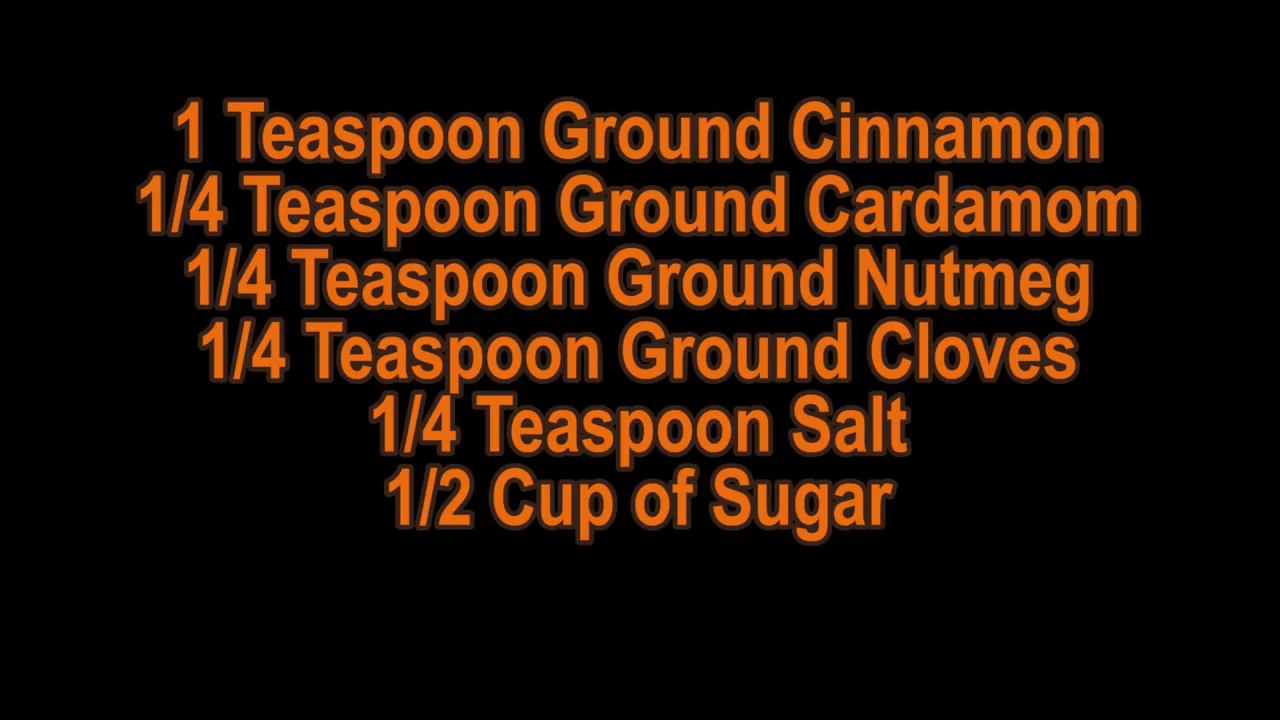 1 Teaspoon Ground Cinnamon
1/4 Teaspoon Ground Cardamom
1/4 Teaspoon Ground Nutmeg
1/4 Teaspoon Ground Cloves
1/4 Teaspoon Salt
1/2 Cup of Sugar